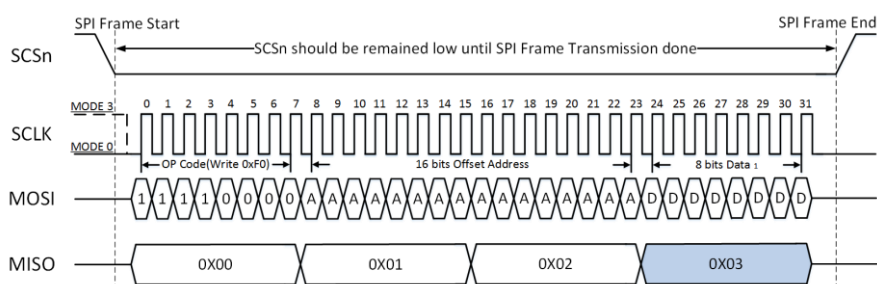 SPI Frame Start SPI Frame End
SCSn SCSn should be remained low until SPI Frame Transmission done
MODE 3 0 1 2 3 4 5 6 7 8 9 10 11 12 13 14 15 16 17 18 19 20 21 22 23 24 25 26 27 28 29 30 31
SCLK
MODE 0 OP Code(Write 0xF0) 16 bits Offset Address 8 bits Data 1
MOSI 1 1 1 1 0 0 0 0 A A A A A A A A A A A A A A A A D D D D D D D D
MISO 0X00 0X01 0X02 0X03